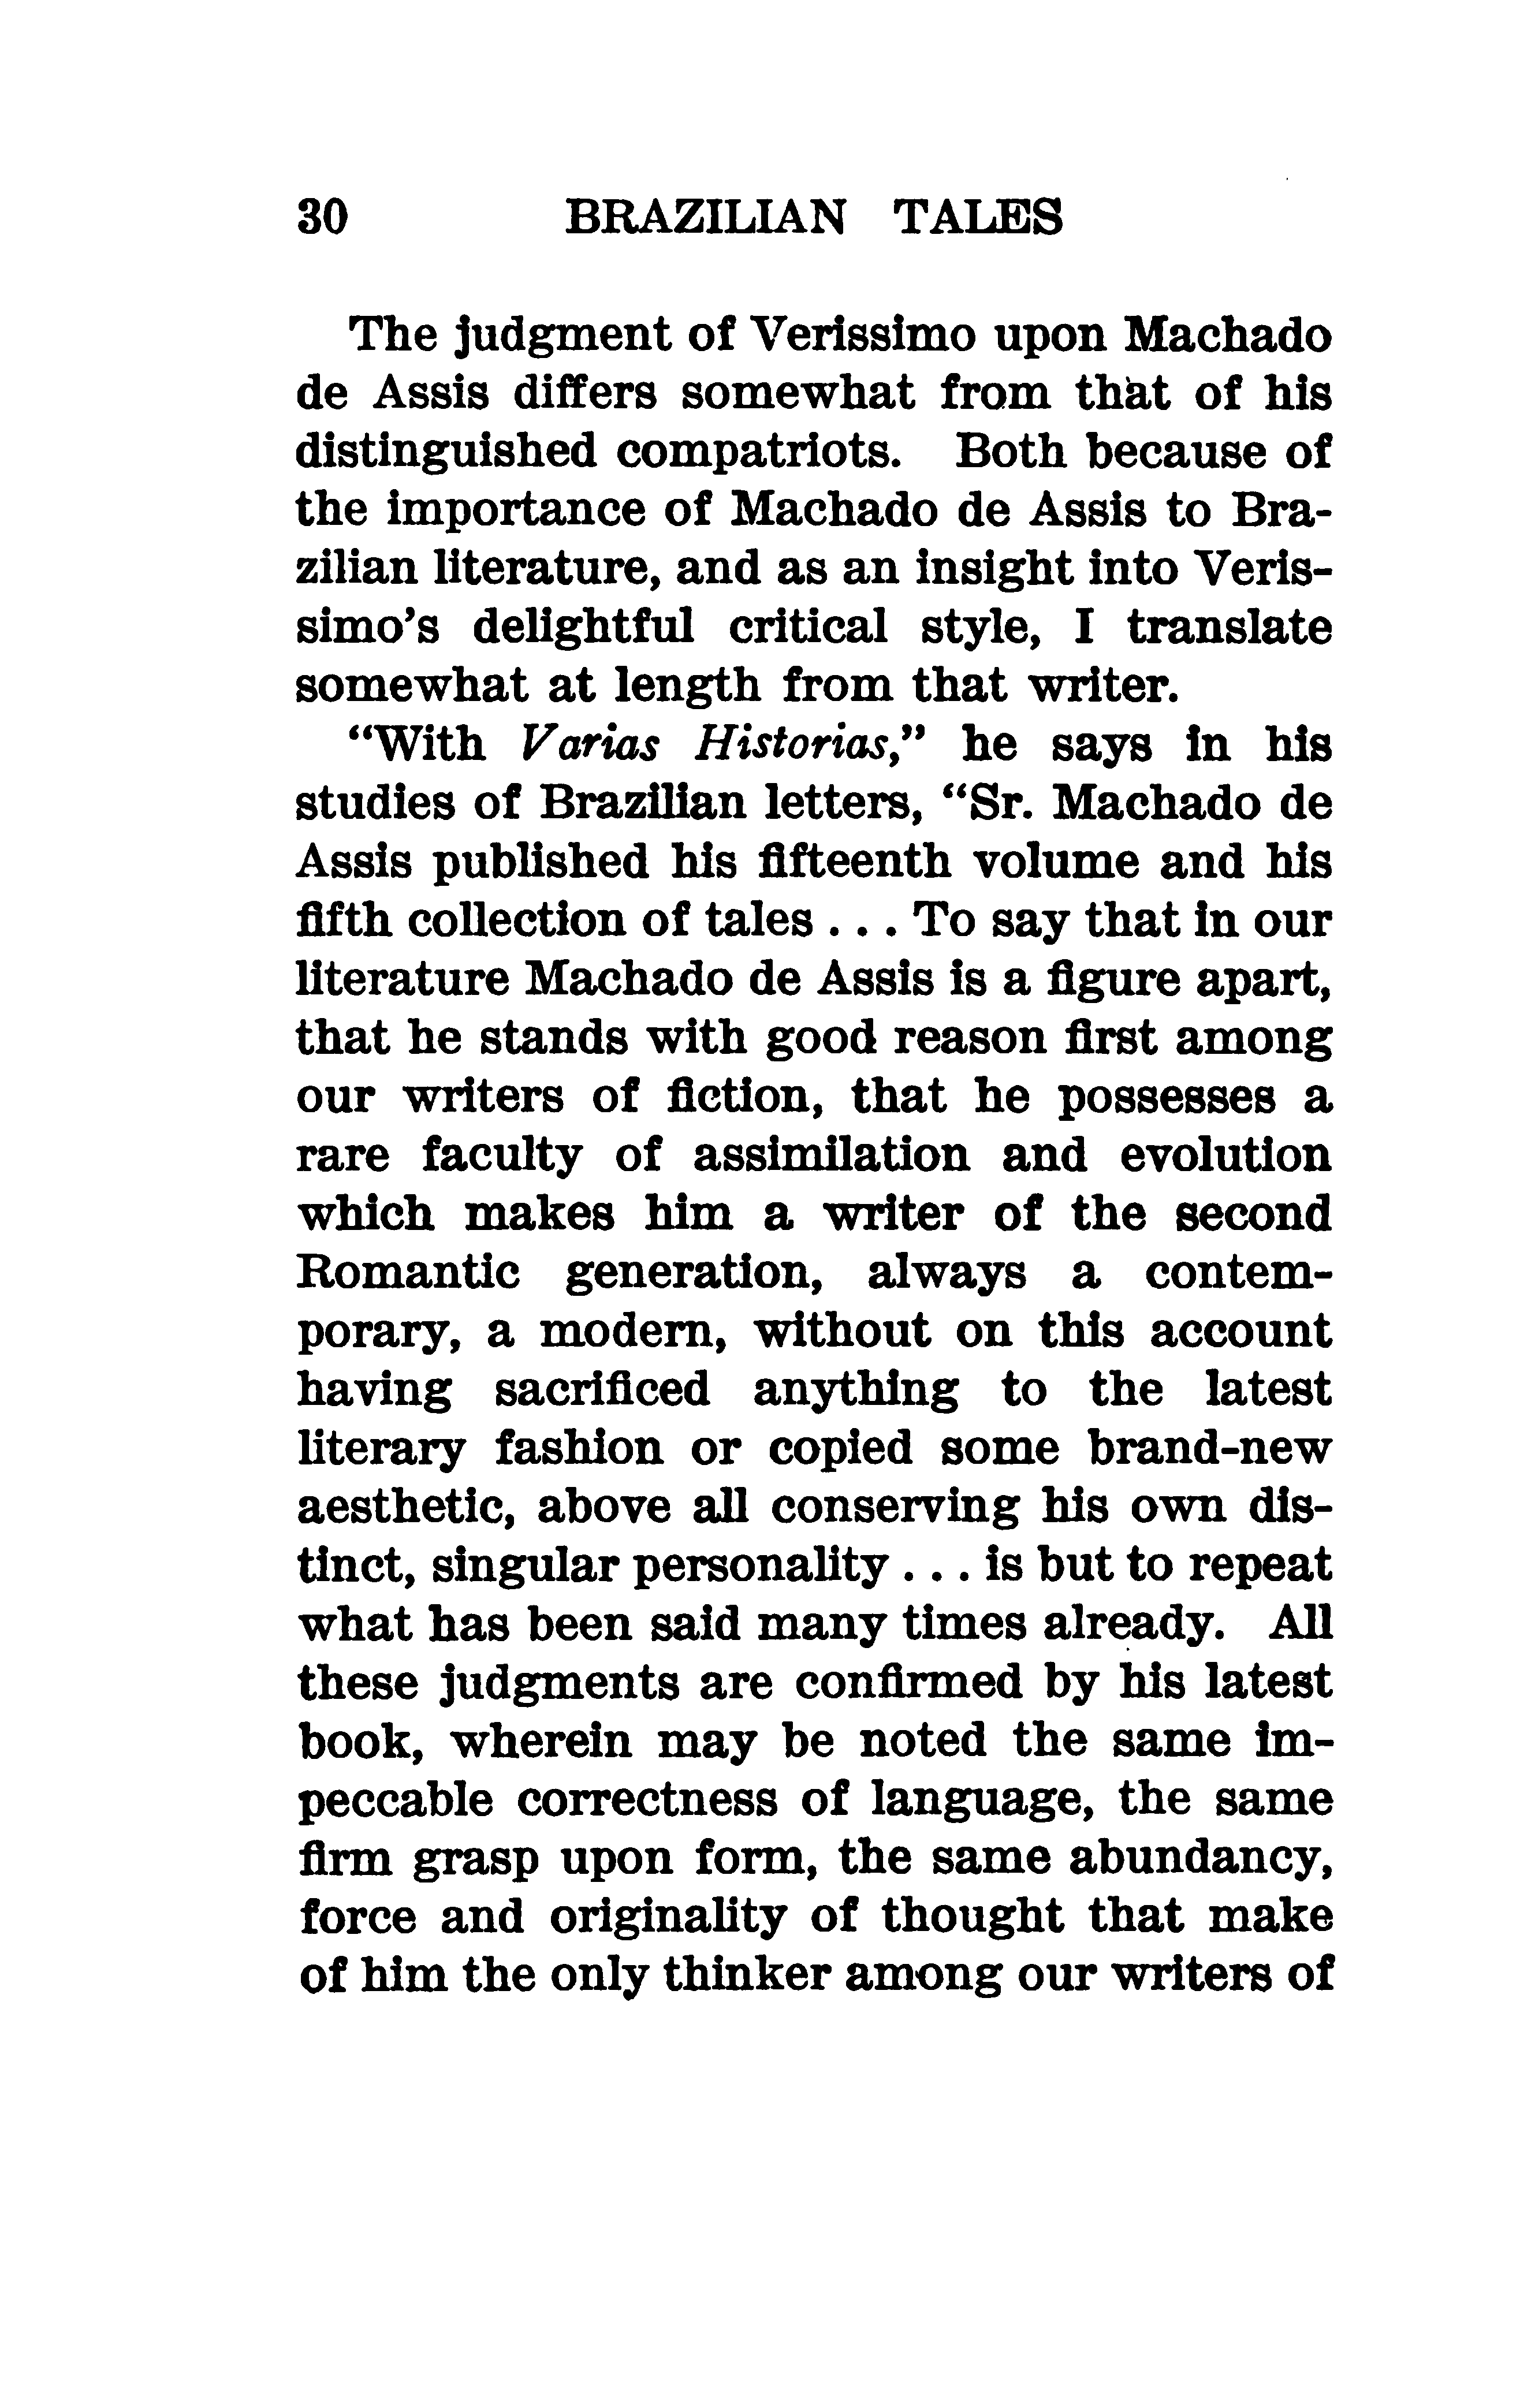 30 BRAZILIAN TALES
The judgment of Verissimo upon Machado
de Assis differs somewhat from that of his
distinguished compatriots. Both because of
the importance of Machado de Assis to Bra-
zilian literature, and as an insight into Veris-
simo's delightful critical style, I translate
somewhat at length from that writer.
“With Varias Historias,” he says in his
studies of Brazilian letters, “Sr. Machado de
Assis published his fifteenth volume and his
fifth collection of tales . . . To say that in our
literature Machado de Assis is a figure apart,
that he stands with good reason first among
our writers of fiction, that he possesses a
rare faculty of assimilation and evolution
which makes him a writer of the second
Romantic generation, always a contem-
porary, a modern, without on this account
having sacrificed anything to the latest
literary fashion or copied some brand-new
aesthetic, above all conserving his own dis-
tinct, singular personality . . . is but to repeat
what has been said many times already. All
these judgments are confirmed by his latest
book, wherein may be noted the same im-
peccable correctness of language, the same
firm grasp upon form, the same abundancy,
force and originality of thought that make
of him the only thinker among our writers of